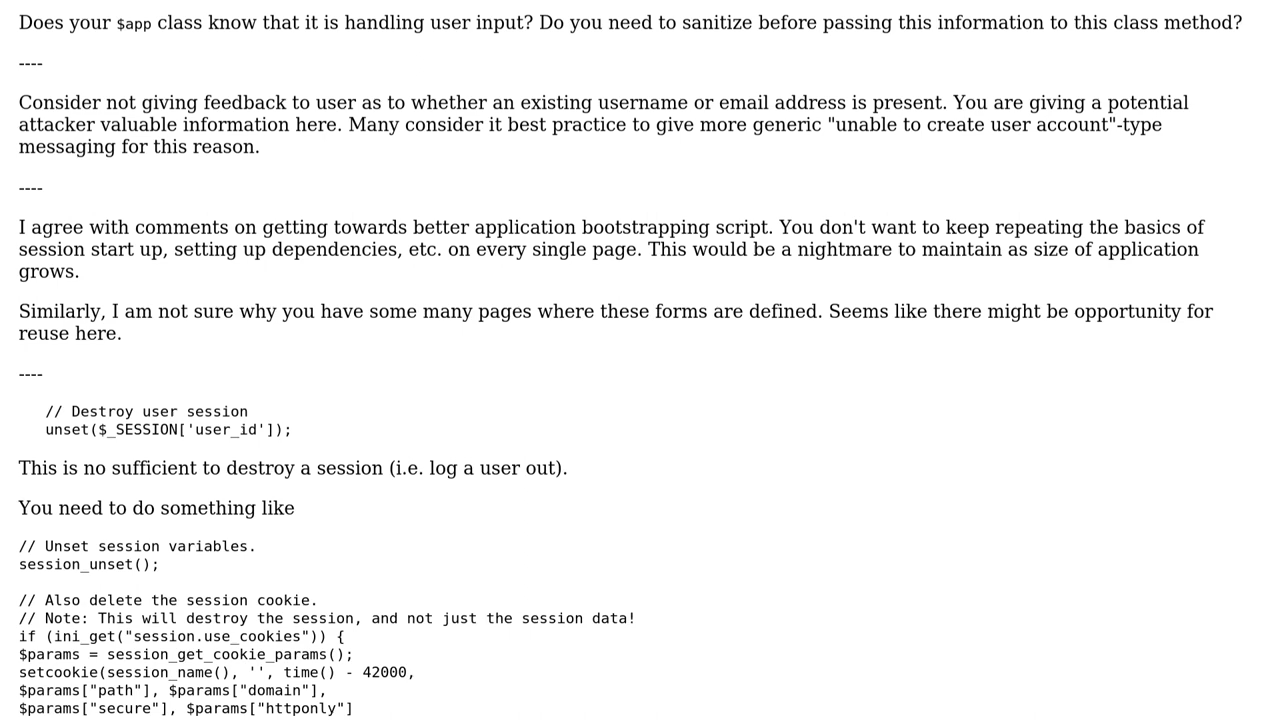 Does your $app class know that it is handling user input? Do you need to sanitize before passing this information to this class method?
----
Consider not giving feedback to user as to whether an existing username or email address is present. You are giving a potential
attacker valuable information here. Many consider it best practice to give more generic "unable to create user account"-type
messaging for this reason.
----
I agree with comments on getting towards better application bootstrapping script. You don't want to keep repeating the basics of
session start up, setting up dependencies, etc. on every single page. This would be a nightmare to maintain as size of application
grows.
Similarly, I am not sure why you have some many pages where these forms are defined. Seems like there might be opportunity for
reuse here.
----
// Destroy user session
unset($_SESSION['user_id']);
This is no sufficient to destroy a session (i.e. log a user out).
You need to do something like
// Unset session variables.
session_unset();
// Also delete the session cookie.
// Note: This will destroy the session, and not just the session data!
if (ini_get("session.use_cookies")) {
$params = session_get_cookie_params();
setcookie(session_name(), '', time() - 42000,
$params["path"], $params["domain"],
$params["secure"], $params["httponly"]